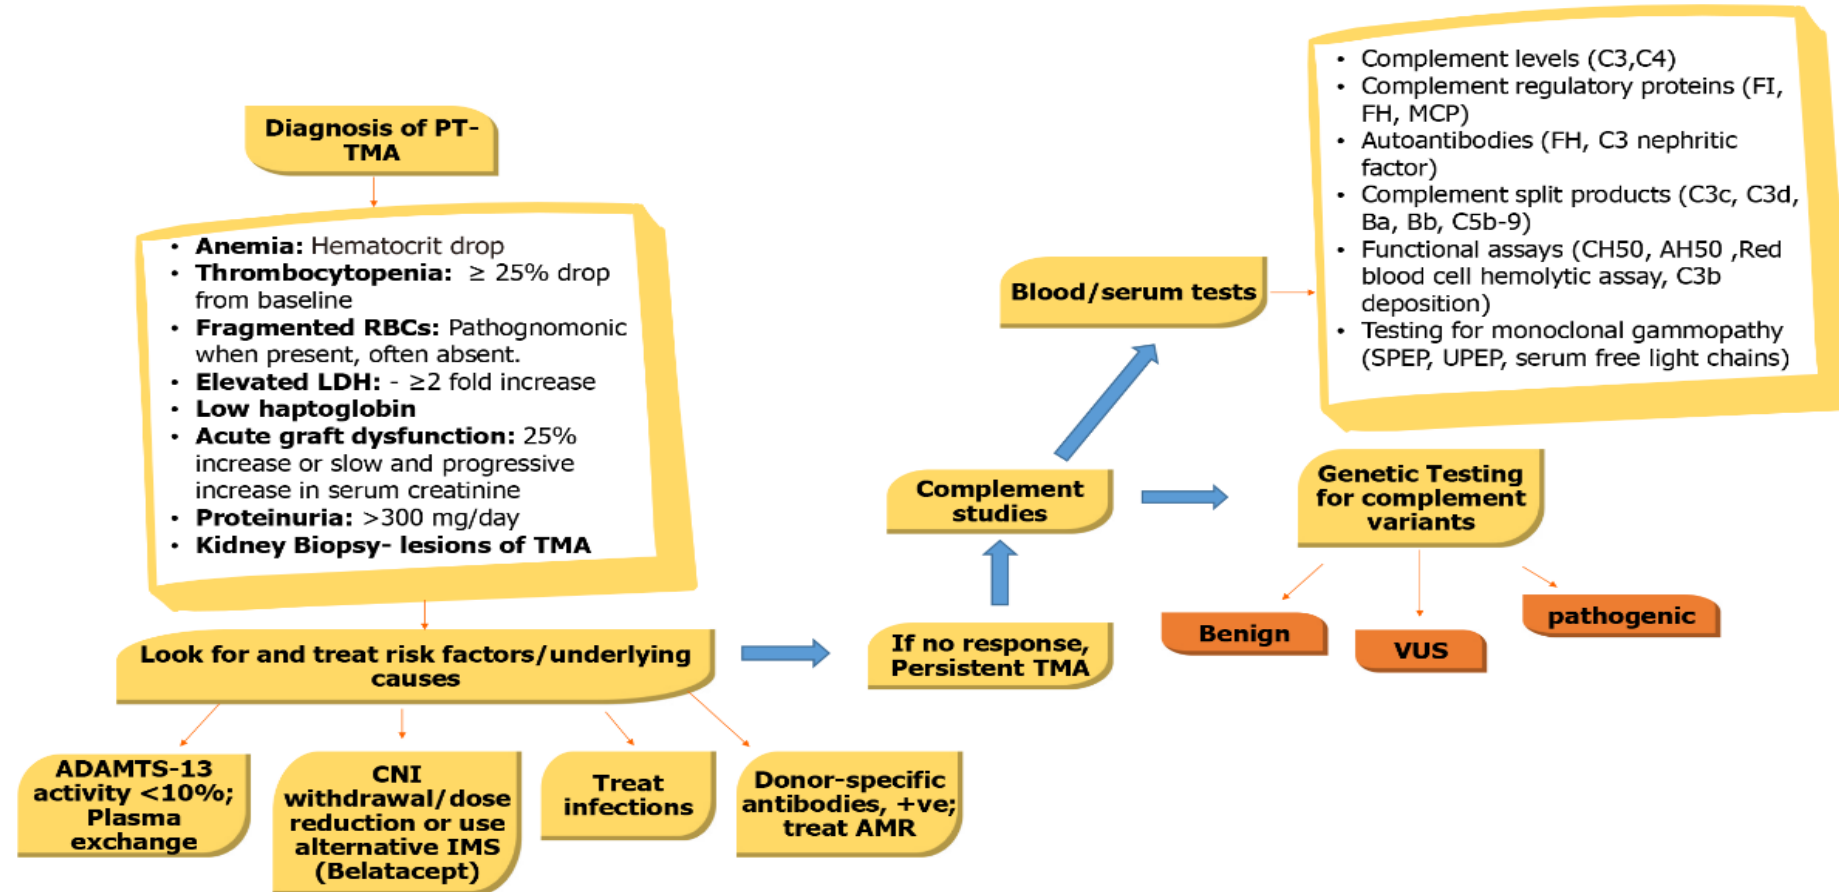 Diagnosis of PT-
TMA
• Anemia: Hematocrit drop
• Thrombocytopenia: ≥ 25% drop
from baseline
• Fragmented RBCs: Pathognomonic
when present, often absent.
• Elevated LDH: - ≥2 fold increase
• Low haptoglobin
• Acute graft dysfunction: 25%
increase or slow and progressive
increase in serum creatinine
• Proteinuria: >300 mg/day
• Kidney Biopsy- lesions of TMA
Look for and treat risk factors/underlying
causes
ADAMTS-13
activity <10%;
Plasma
exchange
CNI
withdrawal/dose
reduction or use
alternative IMS
(Belatacept)
Treat
infections
Donor-specific
antibodies, +ve;
treat AMR
If no response,
Persistent TMA
Complement
studies
Blood/serum tests
• Complement levels (C3,C4)
• Complement regulatory proteins (FI,
FH, MCP)
• Autoantibodies (FH, C3 nephritic
factor)
• Complement split products (C3c, C3d,
Ba, Bb, C5b-9)
• Functional assays (CH50, AH50 ,Red
blood cell hemolytic assay, C3b
deposition)
• Testing for monoclonal gammopathy
(SPEP, UPEP, serum free light chains)
Genetic Testing
for complement
variants
Benign
VUS
pathogenic